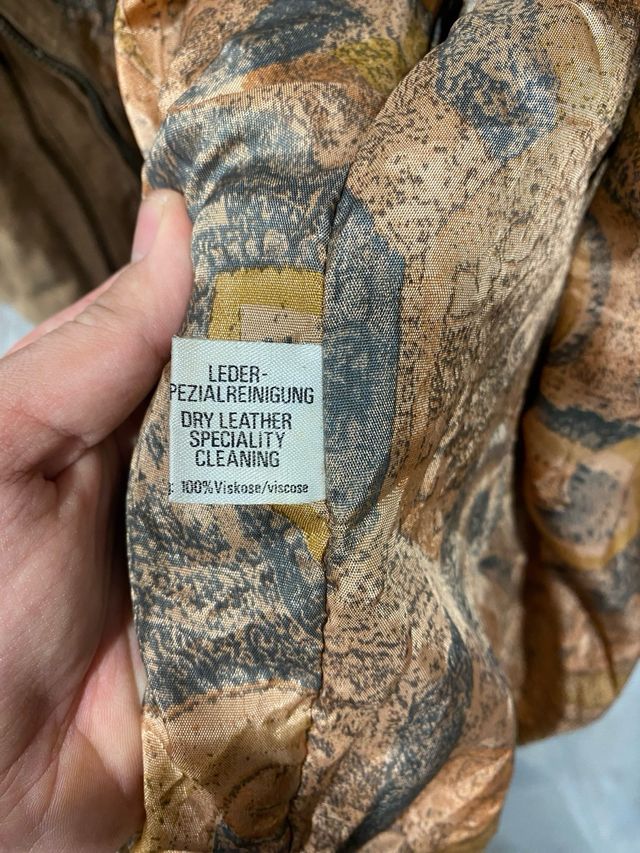 LEDER-
PEZIALREINIGUNG
DRY LEATHER
SPECIALITY
CLEANING
: 100%Viskose/viscose